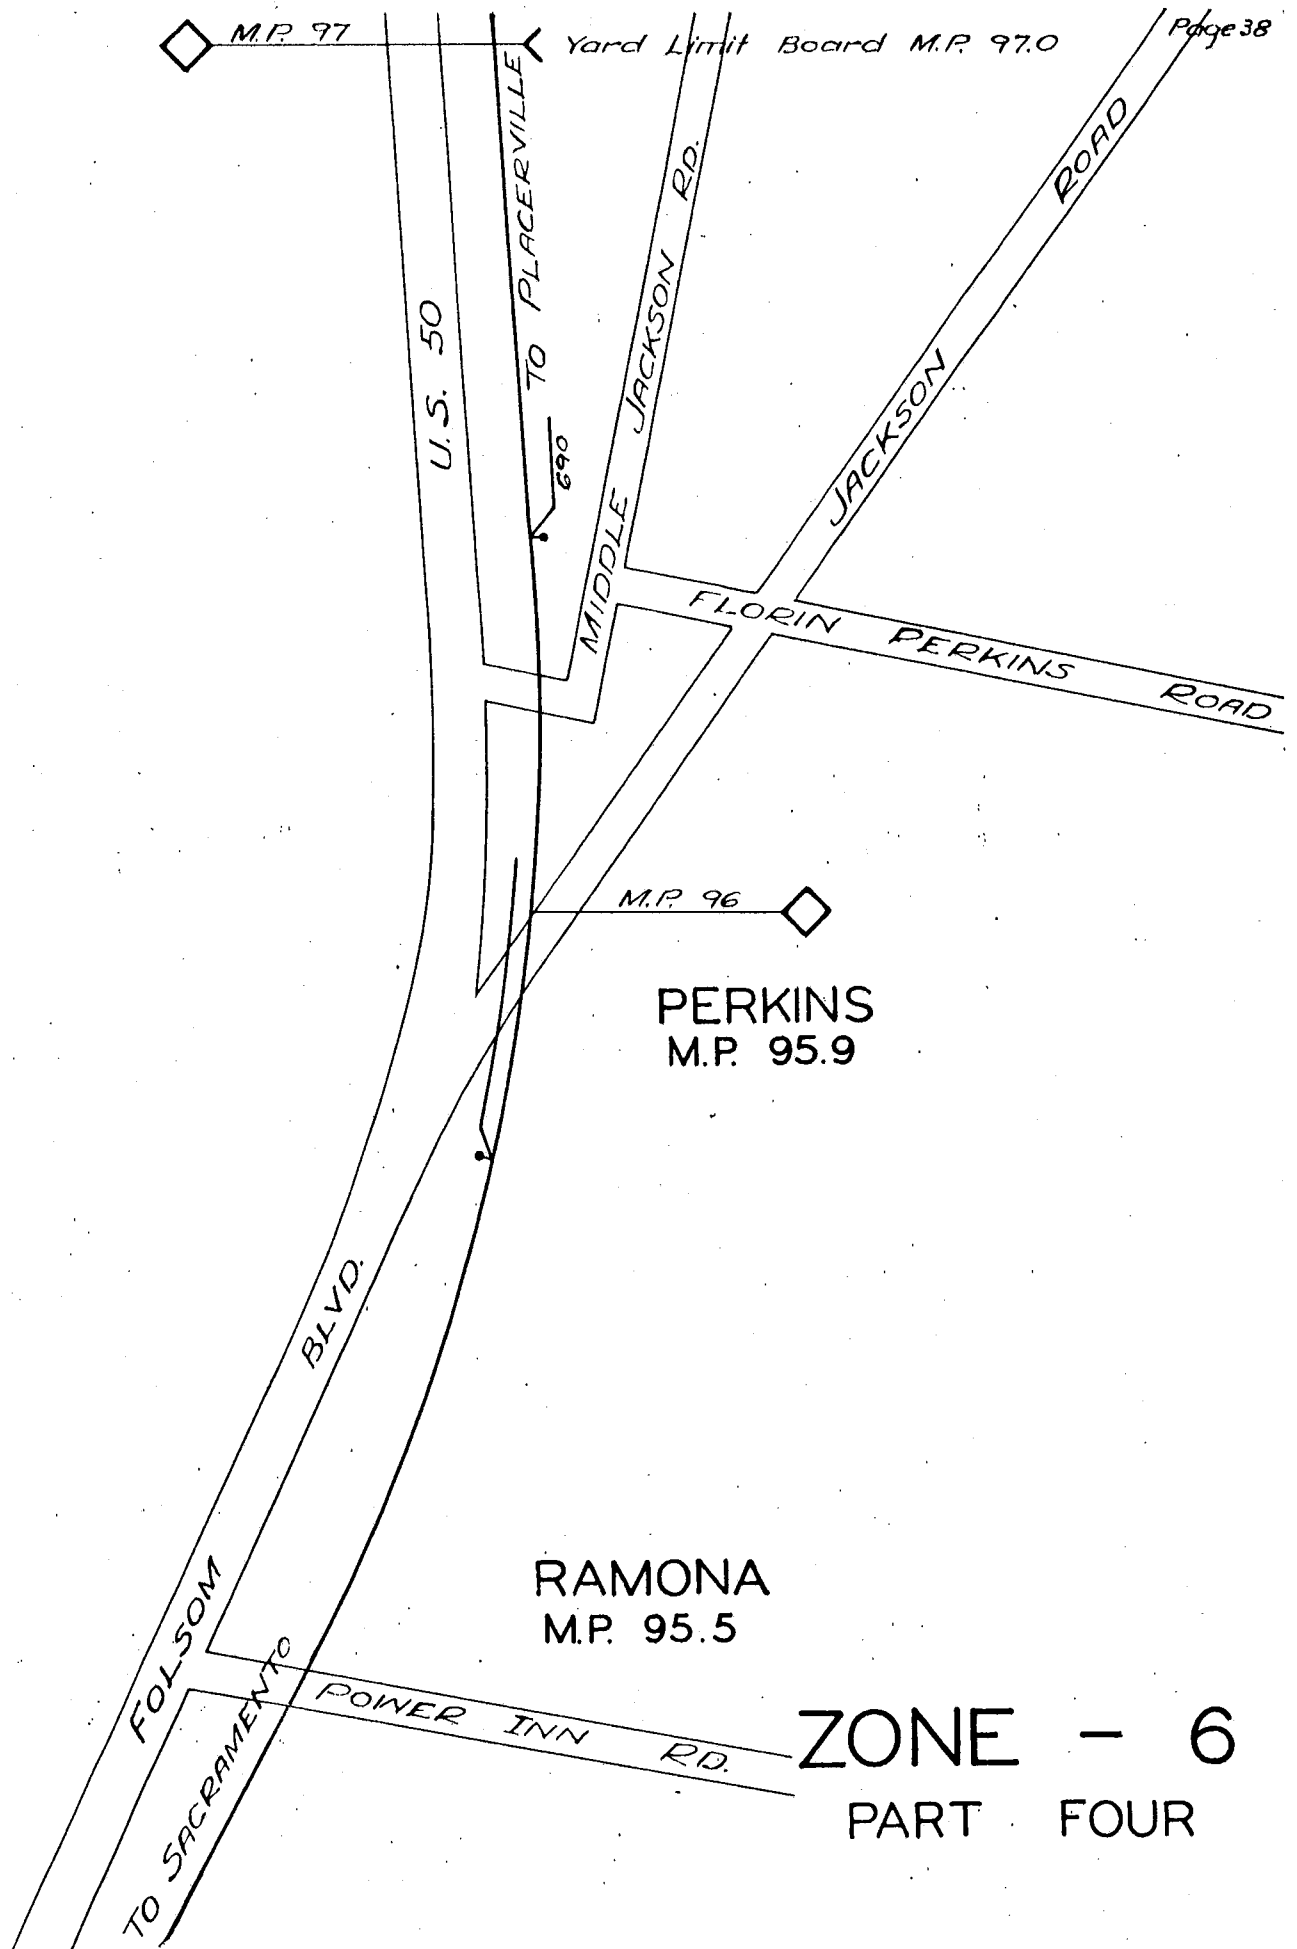 Page 38
M.P. 97
Yard Limit Board M.P. 97.0
TO PLACERVILLE
U.S. 50
690
MIDDLE JACKSON RD.
JACKSON ROAD
FLORIN PERKINS ROAD
M.P. 96
PERKINS
M.P. 95.9
FOLSOM BLVD.
RAMONA
M.P. 95.5
TO SACRAMENTO
POWER INN RD.
ZONE - 6
PART FOUR